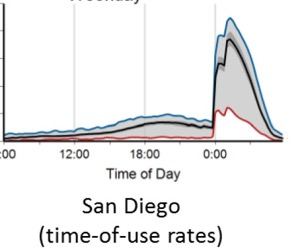 Weekday
:00 12:00 18:00 0:00
Time of Day
San Diego
(time-of-use rates)